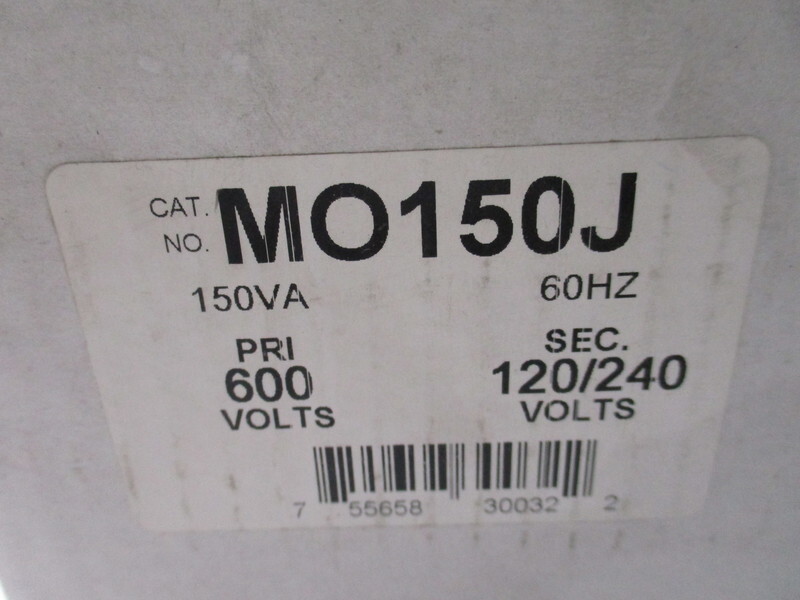 CAT. NO. MO150J
150VA 60HZ
PRI SEC.
600 120/240
VOLTS VOLTS
7 55658 30032 2